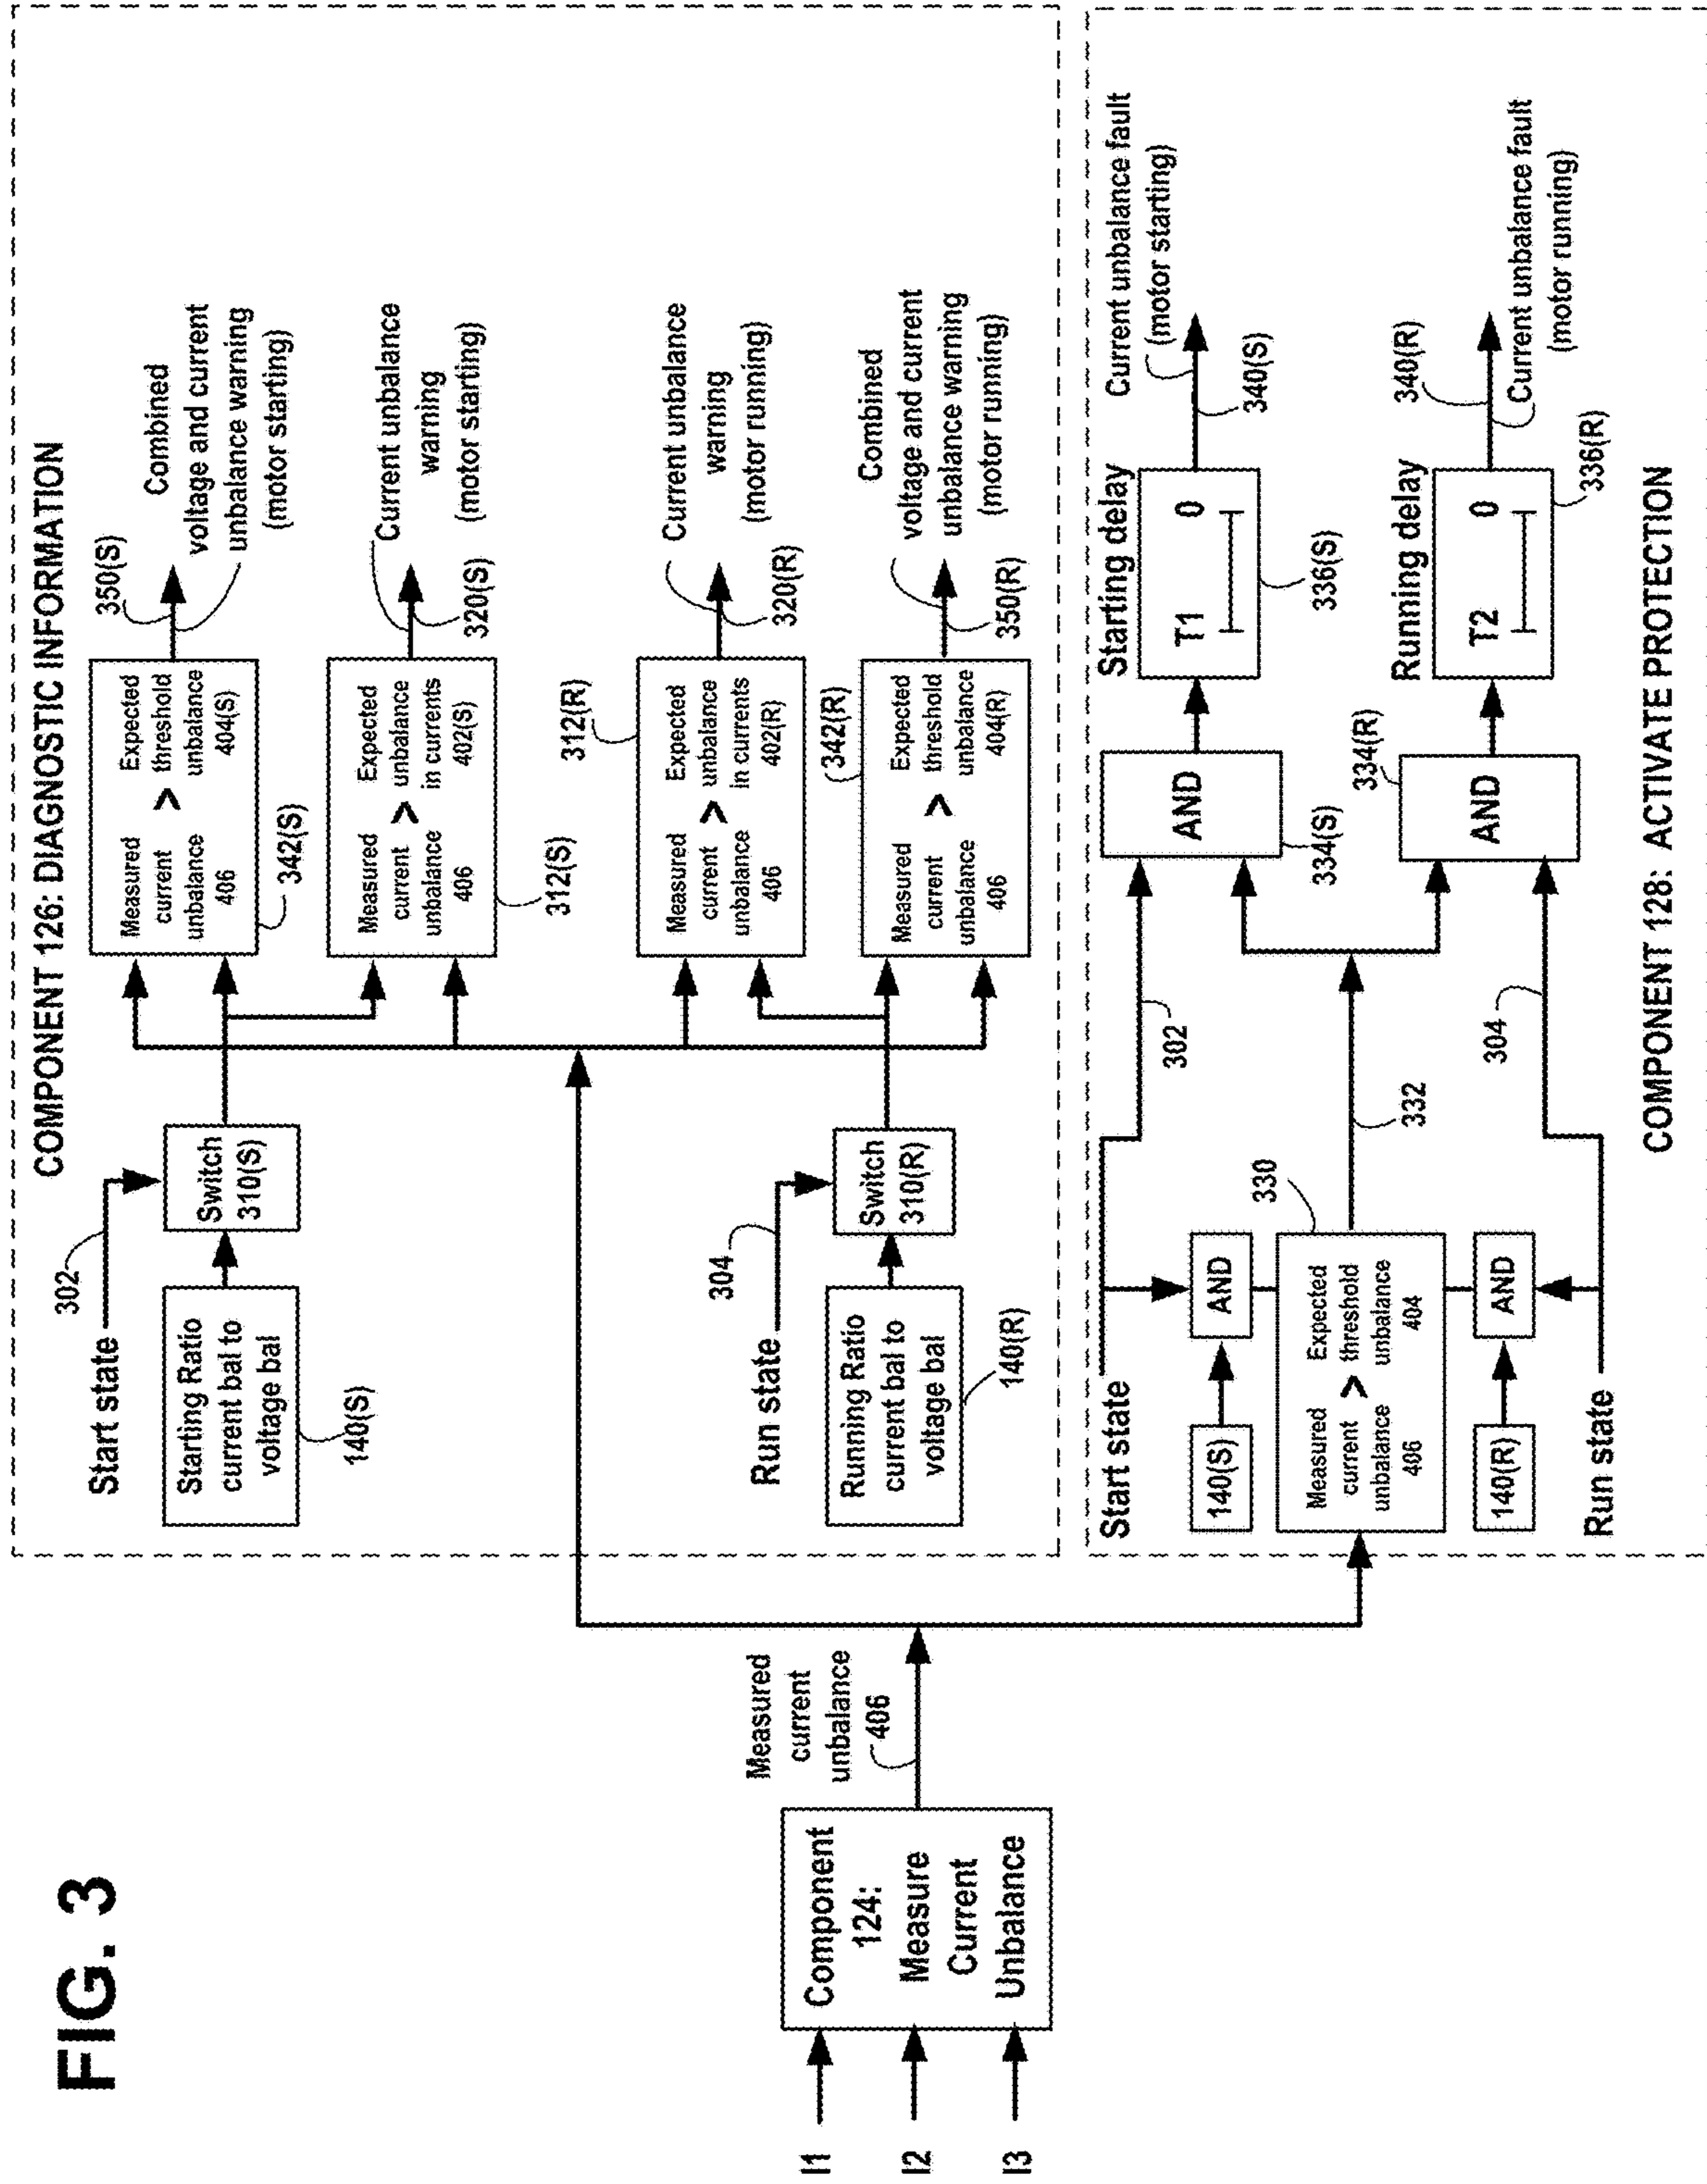 FIG. 3
I1
I2
I3
Component
124:
Measure
Current
Unbalance
Measured
current
unbalance
406
COMPONENT 126: DIAGNOSTIC INFORMATION
Start state
302
Starting Ratio
current bal to
voltage bal
140(S)
Switch
310(S)
Run state
304
Running Ratio
current bal to
voltage bal
140(R)
Switch
310(R)
Measured
current
unbalance
406
>
Expected
threshold
unbalance
404(S)
342(S)
350(S)
Combined
voltage and current
unbalance warning
(motor starting)
Measured
current
unbalance
406
>
Expected
unbalance
in currents
402(S)
312(S)
320(S)
Current unbalance
warning
(motor starting)
Measured
current
unbalance
406
>
Expected
unbalance
in currents
402(R)
312(R)
320(R)
Current unbalance
warning
(motor running)
Measured
current
unbalance
406
>
Expected
threshold
unbalance
404(R)
342(R)
350(R)
Combined
voltage and current
unbalance warning
(motor running)
Start state
302
140(S)
AND
Measured
current
unbalance
406
>
Expected
threshold
unbalance
404
330
332
140(R)
AND
Run state
304
AND
334(S)
Starting delay
T1 0
336(S)
340(S)
Current unbalance fault
(motor starting)
AND
334(R)
Running delay
T2 0
336(R)
340(R)
Current unbalance fault
(motor running)
COMPONENT 128: ACTIVATE PROTECTION